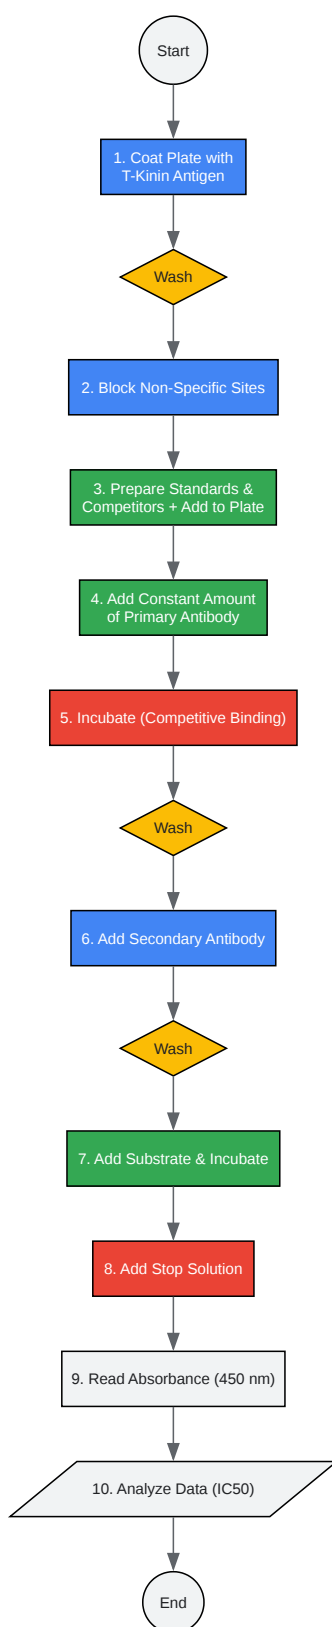 Start
1. Coat Plate with
T-Kinin Antigen
Wash
2. Block Non-Specific Sites
3. Prepare Standards &
Competitors + Add to Plate
4. Add Constant Amount
of Primary Antibody
5. Incubate (Competitive Binding)
Wash
6. Add Secondary Antibody
Wash
7. Add Substrate & Incubate
8. Add Stop Solution
9. Read Absorbance (450 nm)
10. Analyze Data (IC50)
End